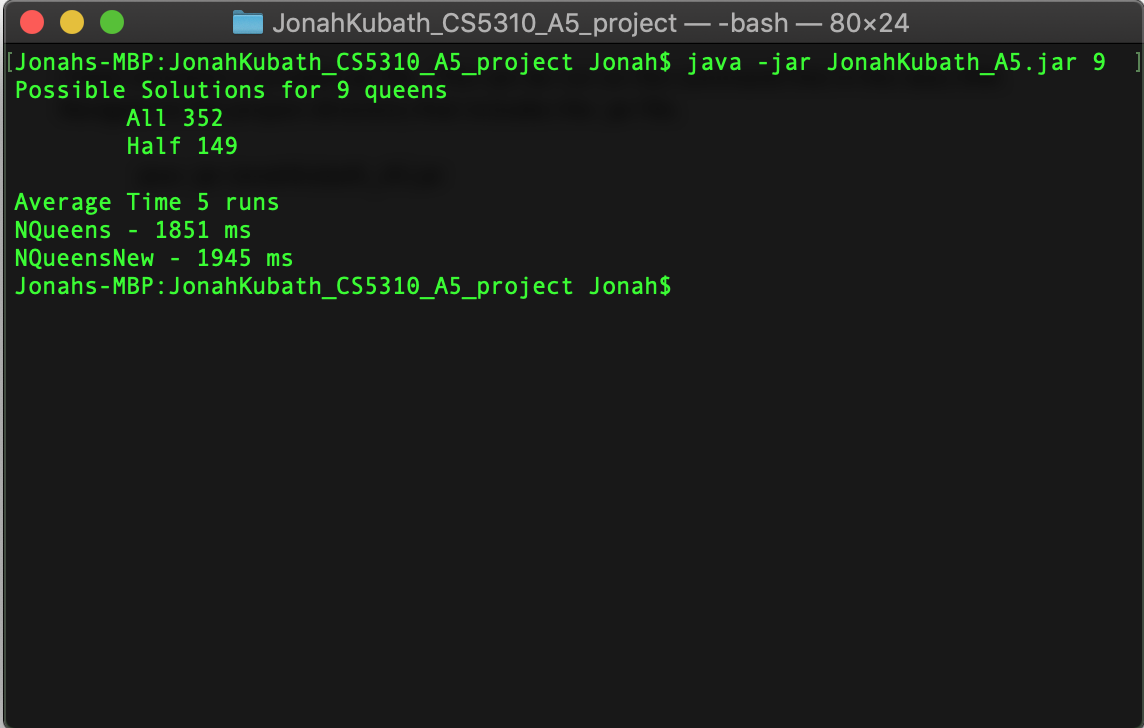 JonahKubath_CS5310_A5_project — -bash — 80×24
[Jonahs-MBP:JonahKubath_CS5310_A5_project Jonah$ java -jar JonahKubath_A5.jar 9 ]
Possible Solutions for 9 queens
All 352
Half 149
Average Time 5 runs
NQueens - 1851 ms
NQueensNew - 1945 ms
Jonahs-MBP:JonahKubath_CS5310_A5_project Jonah$